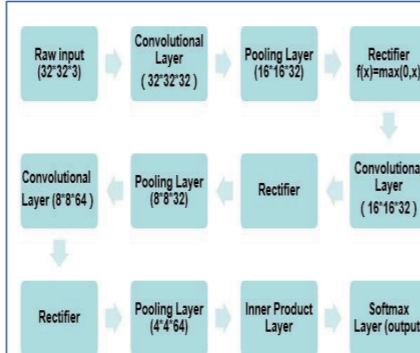 Raw input
(32*32*3)
Convolutional
Layer
( 32*32*32 )
Pooling Layer
(16*16*32)
Rectifier
f(x)=max(0,x)
Convolutional
Layer
( 16*16*32 )
Rectifier
Pooling Layer
(8*8*32)
Convolutional
Layer (8*8*64 )
Rectifier
Pooling Layer
(4*4*64)
Inner Product
Layer
Softmax
Layer (output